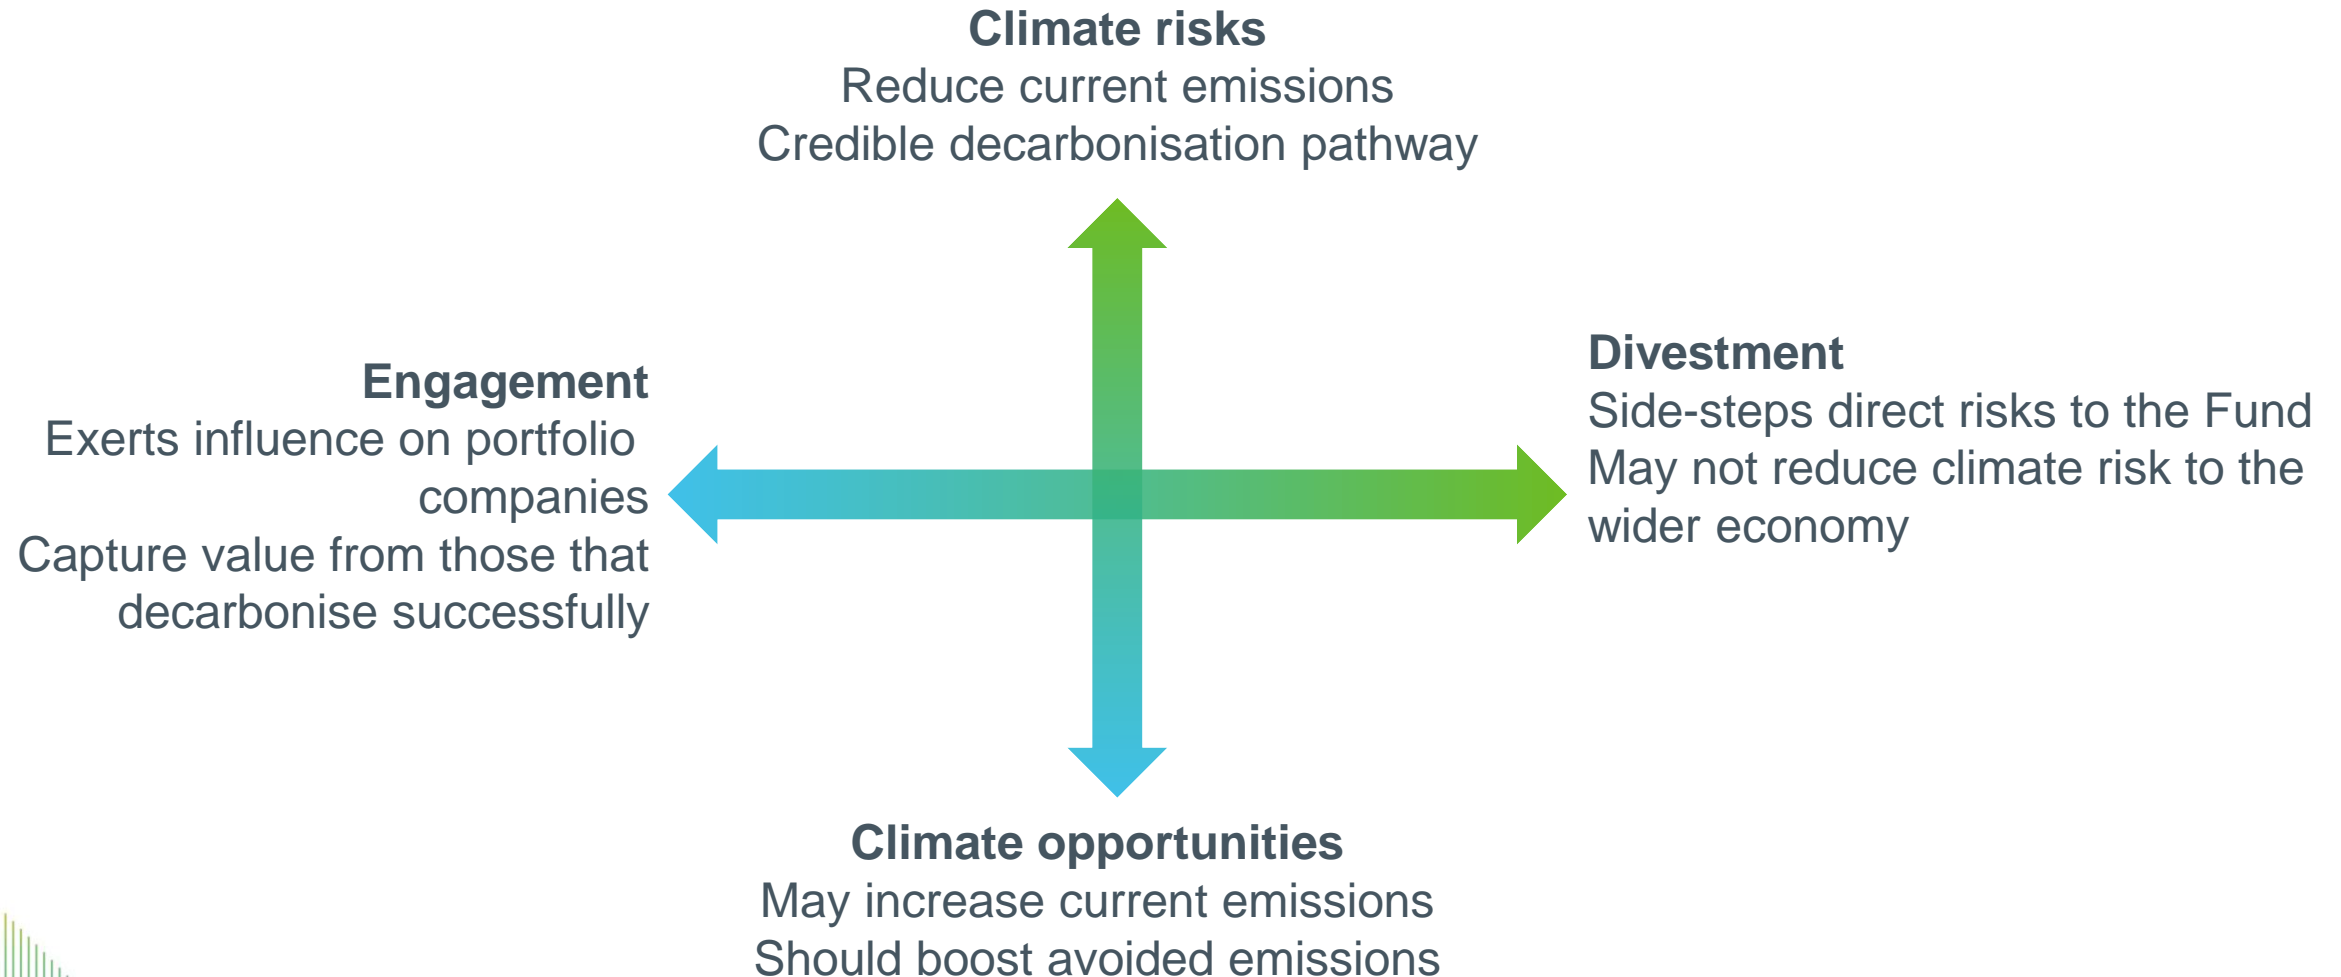 Climate risks
Reduce current emissions
Credible decarbonisation pathway
Engagement
Exerts influence on portfolio
companies
Capture value from those that
decarbonise successfully
Divestment
Side-steps direct risks to the Fund
May not reduce climate risk to the
wider economy
Climate opportunities
May increase current emissions
Should boost avoided emissions